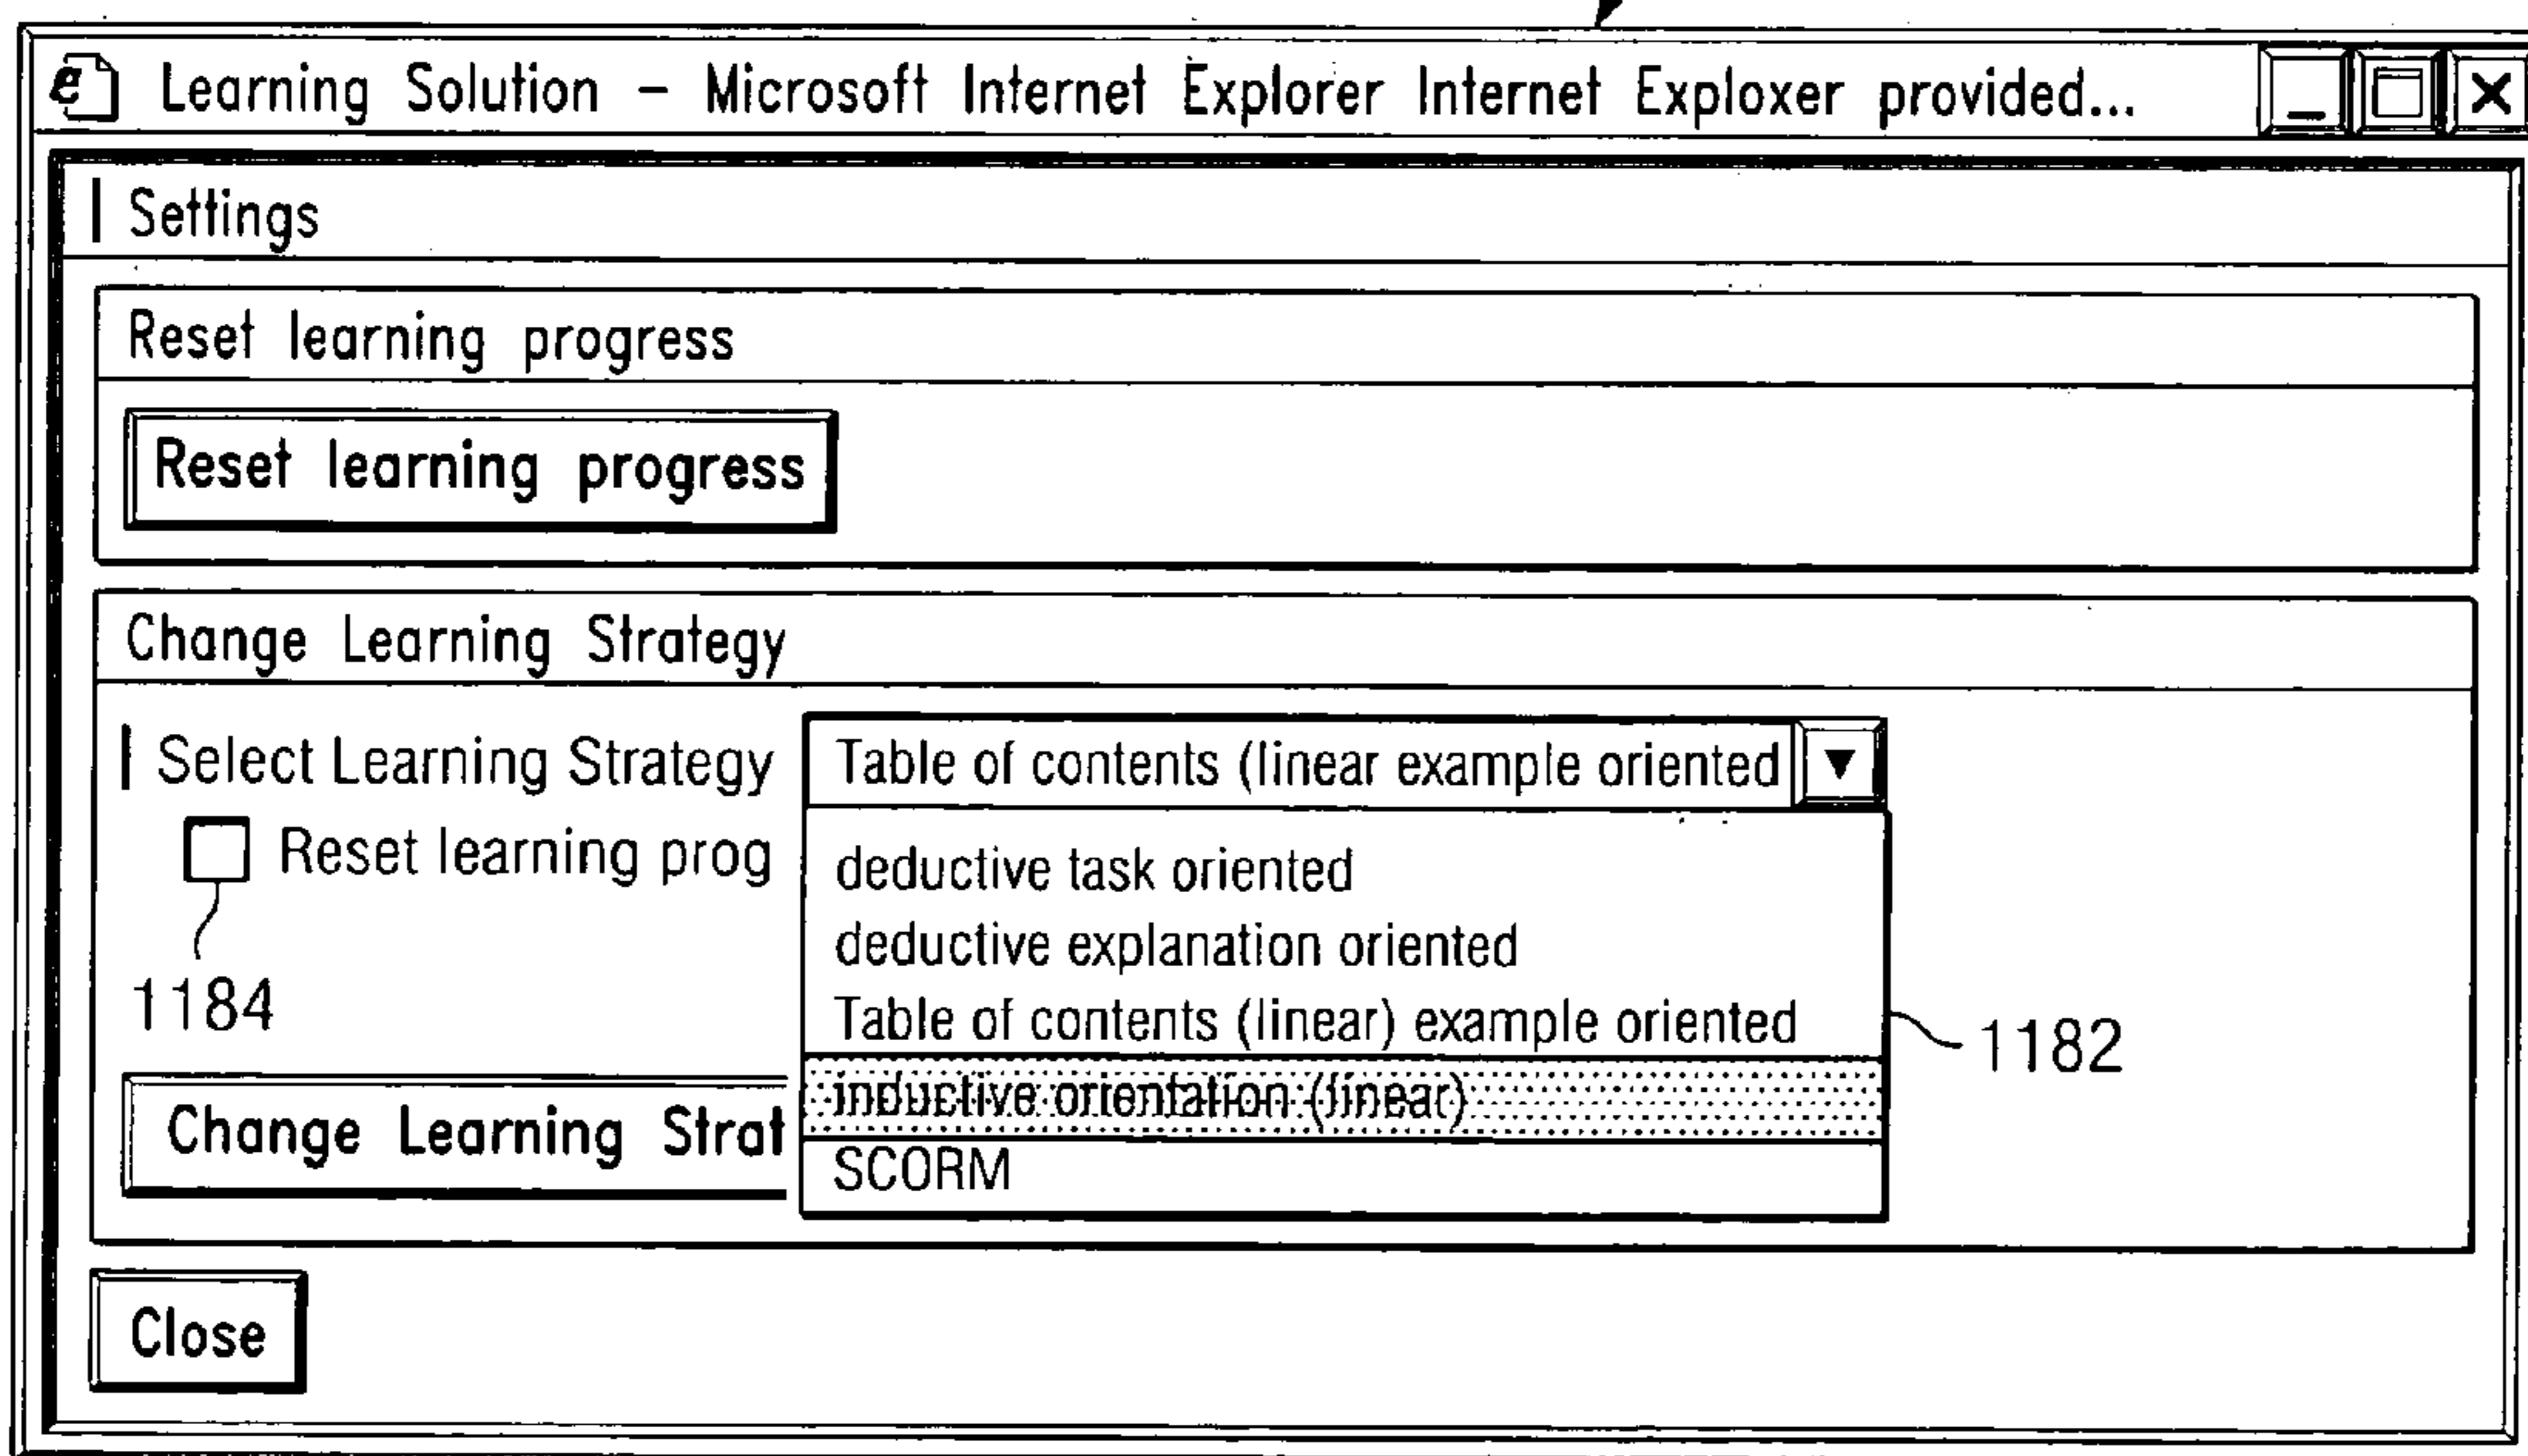 Learning Solution – Microsoft Internet Explorer Internet Exploxer provided...
Settings
Reset learning progress
Reset learning progress
Change Learning Strategy
Select Learning Strategy Table of contents (linear example oriented
Reset learning prog
deductive task oriented
deductive explanation oriented
1184
Table of contents (linear) example oriented
1182
inductive orientation (linear)
Change Learning Strat
SCORM
Close